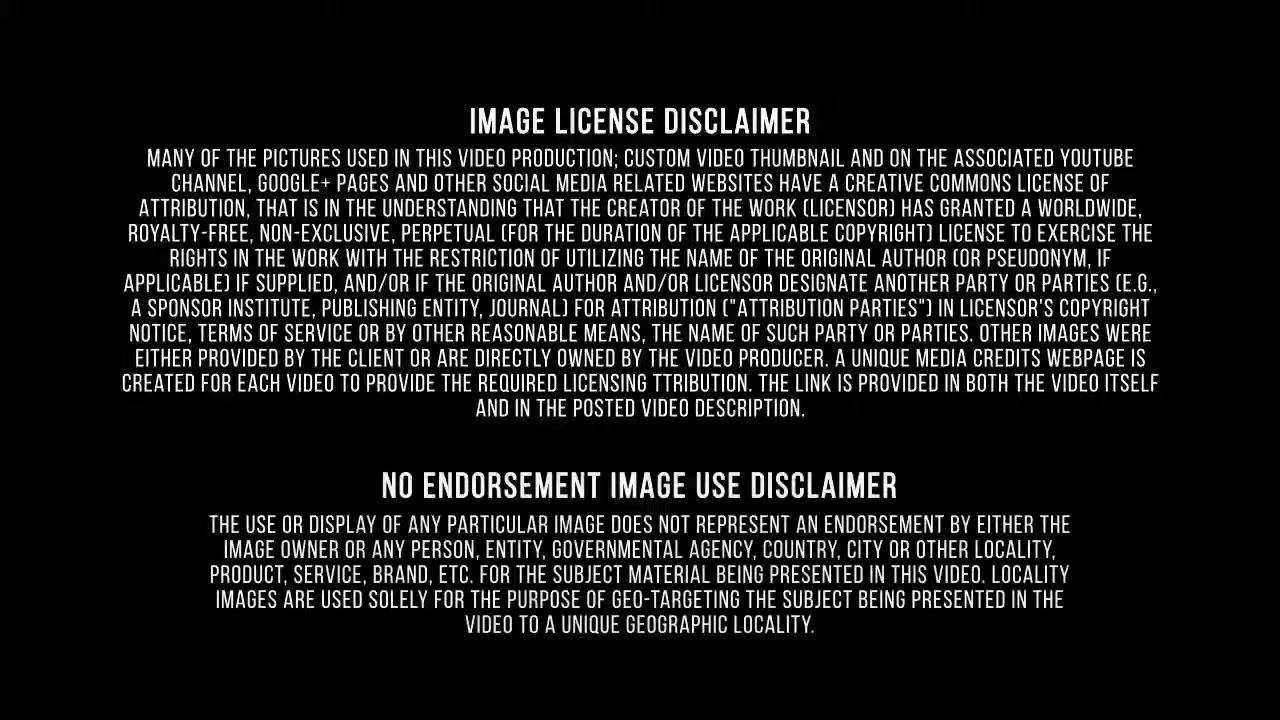 IMAGE LICENSE DISCLAIMER
MANY OF THE PICTURES USED IN THIS VIDEO PRODUCTION; CUSTOM VIDEO THUMBNAIL AND ON THE ASSOCIATED YOUTUBE
CHANNEL, GOOGLE+ PAGES AND OTHER SOCIAL MEDIA RELATED WEBSITES HAVE A CREATIVE COMMONS LICENSE OF
ATTRIBUTION, THAT IS IN THE UNDERSTANDING THAT THE CREATOR OF THE WORK (LICENSOR) HAS GRANTED A WORLDWIDE,
ROYALTY-FREE, NON-EXCLUSIVE, PERPETUAL (FOR THE DURATION OF THE APPLICABLE COPYRIGHT) LICENSE TO EXERCISE THE
RIGHTS IN THE WORK WITH THE RESTRICTION OF UTILIZING THE NAME OF THE ORIGINAL AUTHOR (OR PSEUDONYM, IF
APPLICABLE) IF SUPPLIED, AND/OR IF THE ORIGINAL AUTHOR AND/OR LICENSOR DESIGNATE ANOTHER PARTY OR PARTIES (E.G.,
A SPONSOR INSTITUTE, PUBLISHING ENTITY, JOURNAL) FOR ATTRIBUTION ("ATTRIBUTION PARTIES") IN LICENSOR'S COPYRIGHT
NOTICE, TERMS OF SERVICE OR BY OTHER REASONABLE MEANS, THE NAME OF SUCH PARTY OR PARTIES. OTHER IMAGES WERE
EITHER PROVIDED BY THE CLIENT OR ARE DIRECTLY OWNED BY THE VIDEO PRODUCER. A UNIQUE MEDIA CREDITS WEBPAGE IS
CREATED FOR EACH VIDEO TO PROVIDE THE REQUIRED LICENSING TTRIBUTION. THE LINK IS PROVIDED IN BOTH THE VIDEO ITSELF
AND IN THE POSTED VIDEO DESCRIPTION.
NO ENDORSEMENT IMAGE USE DISCLAIMER
THE USE OR DISPLAY OF ANY PARTICULAR IMAGE DOES NOT REPRESENT AN ENDORSEMENT BY EITHER THE
IMAGE OWNER OR ANY PERSON, ENTITY, GOVERNMENTAL AGENCY, COUNTRY, CITY OR OTHER LOCALITY,
PRODUCT, SERVICE, BRAND, ETC. FOR THE SUBJECT MATERIAL BEING PRESENTED IN THIS VIDEO. LOCALITY
IMAGES ARE USED SOLELY FOR THE PURPOSE OF GEO-TARGETING THE SUBJECT BEING PRESENTED IN THE
VIDEO TO A UNIQUE GEOGRAPHIC LOCALITY.